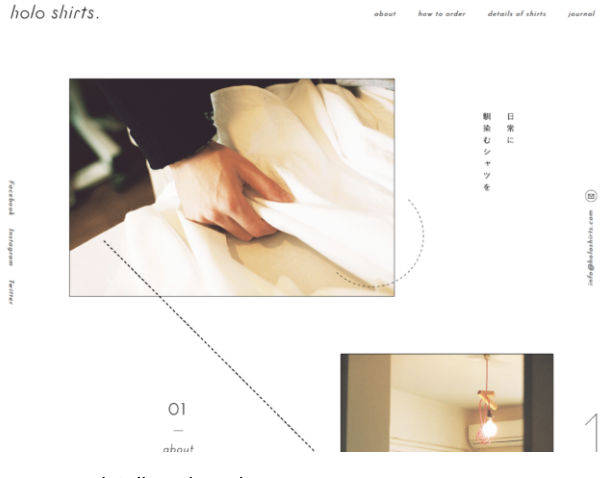 holo shirts.
about
how to order
details of shirts
journal
日常に
馴染むシャツを
Facebook
Instagram
Twitter
info@holoshirts.com
01
about
1